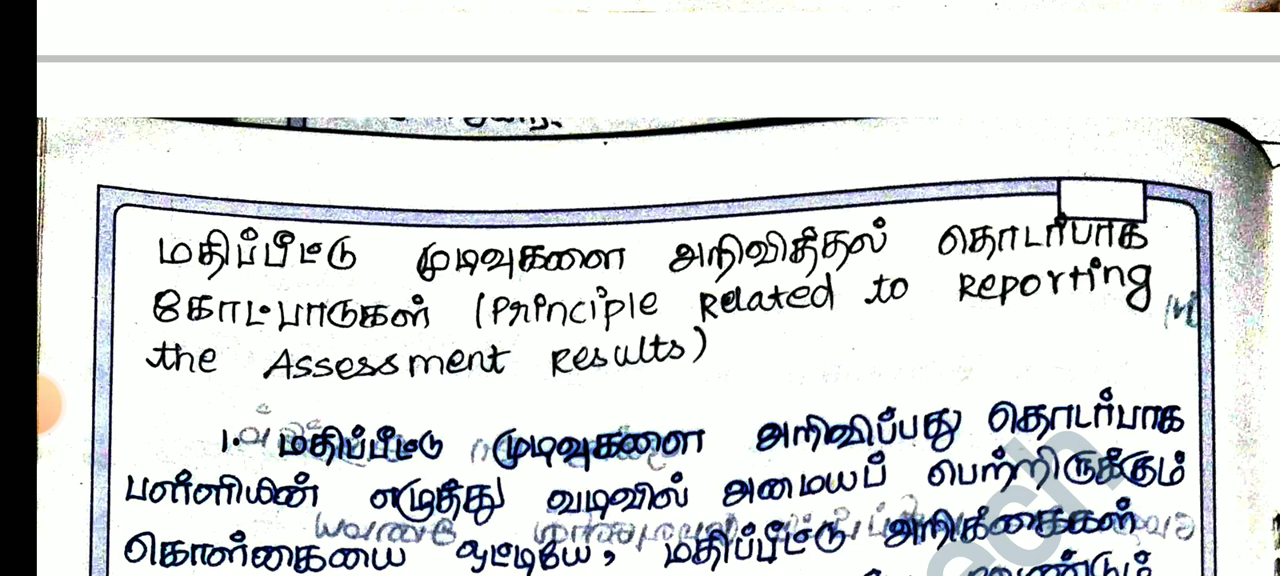 மதிப்பீட்டு முடிவுகளை அறிவித்தல் தொடர்பாக
கோட்பாடுகள் (Principle Related to Reporting
the Assessment Results)
1. மதிப்பீட்டு முடிவுகளை அறிவிப்பது தொடர்பாக
பள்ளியின் எழுத்து வடிவில் அமையப் பெற்றிருக்கும்
கொள்கையை ஒட்டியே, மதிப்பீட்டு அறிக்கைகள்
வேண்டும்